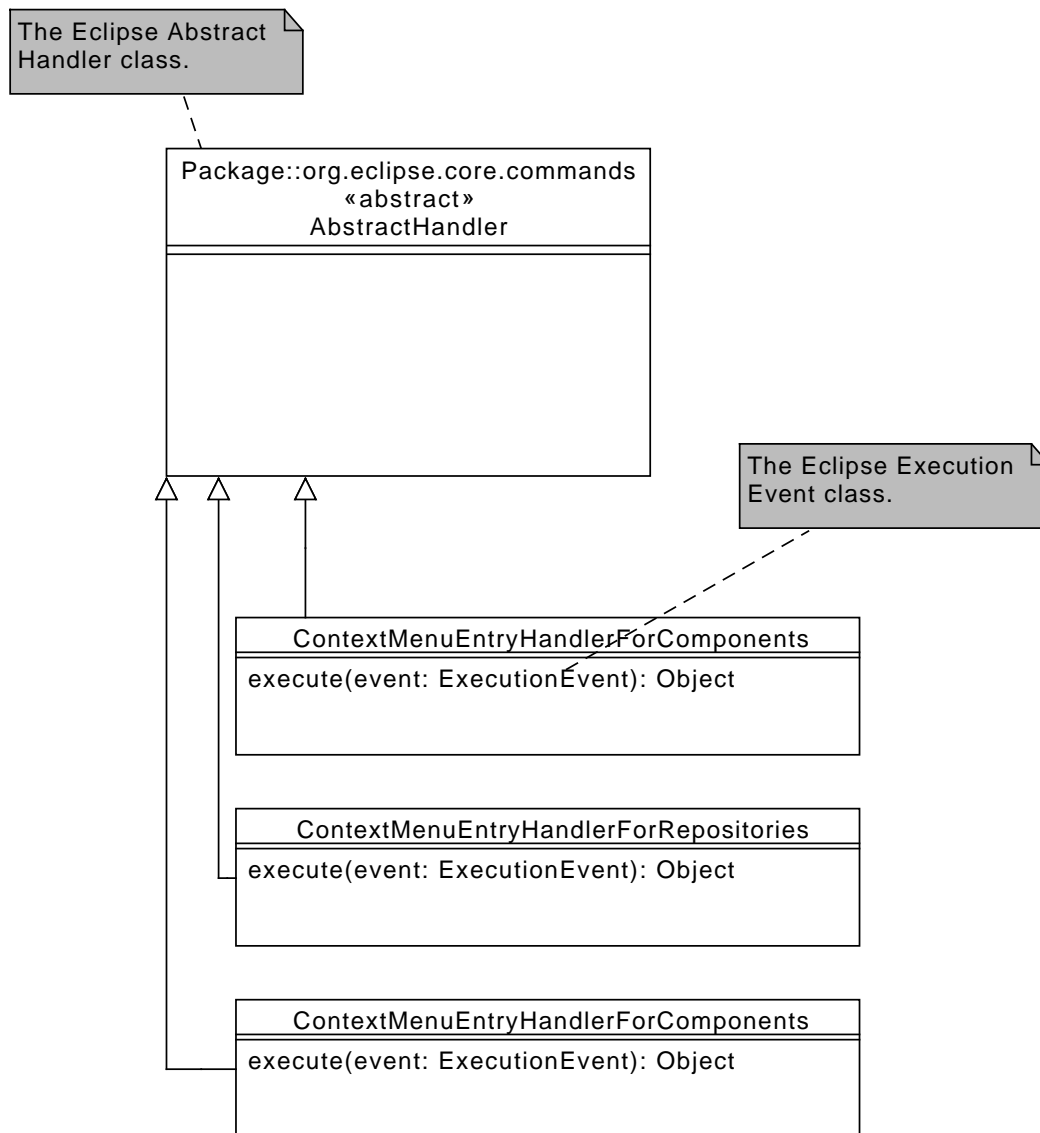 The Eclipse Abstract
Handler class.
Package::org.eclipse.core.commands
«abstract»
AbstractHandler
The Eclipse Execution
Event class.
ContextMenuEntryHandlerForComponents
execute(event: ExecutionEvent): Object
ContextMenuEntryHandlerForRepositories
execute(event: ExecutionEvent): Object
ContextMenuEntryHandlerForComponents
execute(event: ExecutionEvent): Object